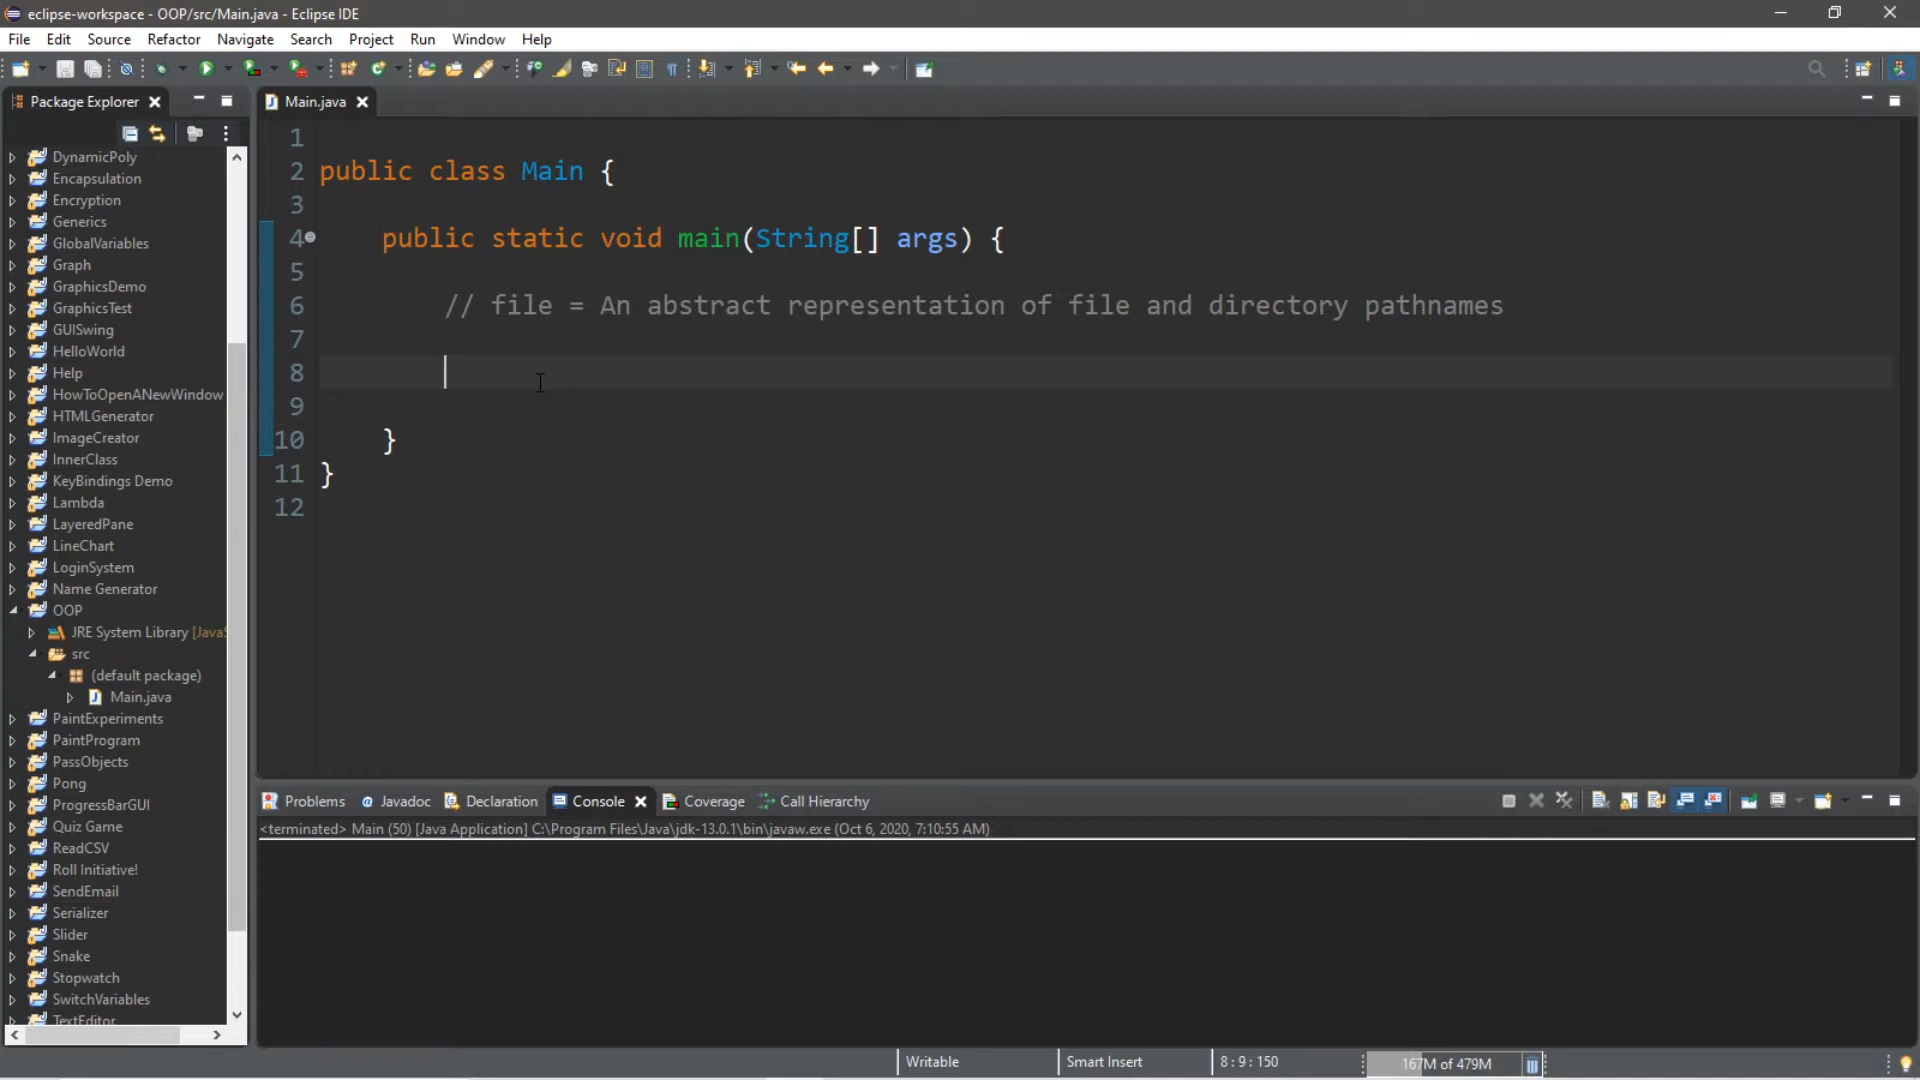 eclipse-workspace - OOP/src/Main.java - Eclipse IDE
File Edit Source Refactor Navigate Search Project Run Window Help
Package Explorer
Main.java
DynamicPoly
Encapsulation
Encryption
Generics
GlobalVariables
Graph
GraphicsDemo
GraphicsTest
GUISwing
HelloWorld
Help
HowToOpenANewWindow
HTMLGenerator
ImageCreator
InnerClass
KeyBindings Demo
Lambda
LayeredPane
LineChart
LoginSystem
Name Generator
OOP
JRE System Library [JavaS
src
(default package)
Main.java
PaintExperiments
PaintProgram
PassObjects
Pong
ProgressBarGUI
Quiz Game
ReadCSV
Roll Initiative!
SendEmail
Serializer
Slider
Snake
Stopwatch
SwitchVariables
TextEditor
1
2 public class Main {
3
4 public static void main(String[] args) {
5
6 // file = An abstract representation of file and directory pathnames
7
8
9
10 }
11 }
12
Problems @ Javadoc Declaration Console Coverage Call Hierarchy
<terminated> Main (50) [Java Application] C:\Program Files\Java\jdk-13.0.1\bin\javaw.exe (Oct 6, 2020, 7:10:55 AM)
Writable Smart Insert 8 : 9 : 150 167M of 479M